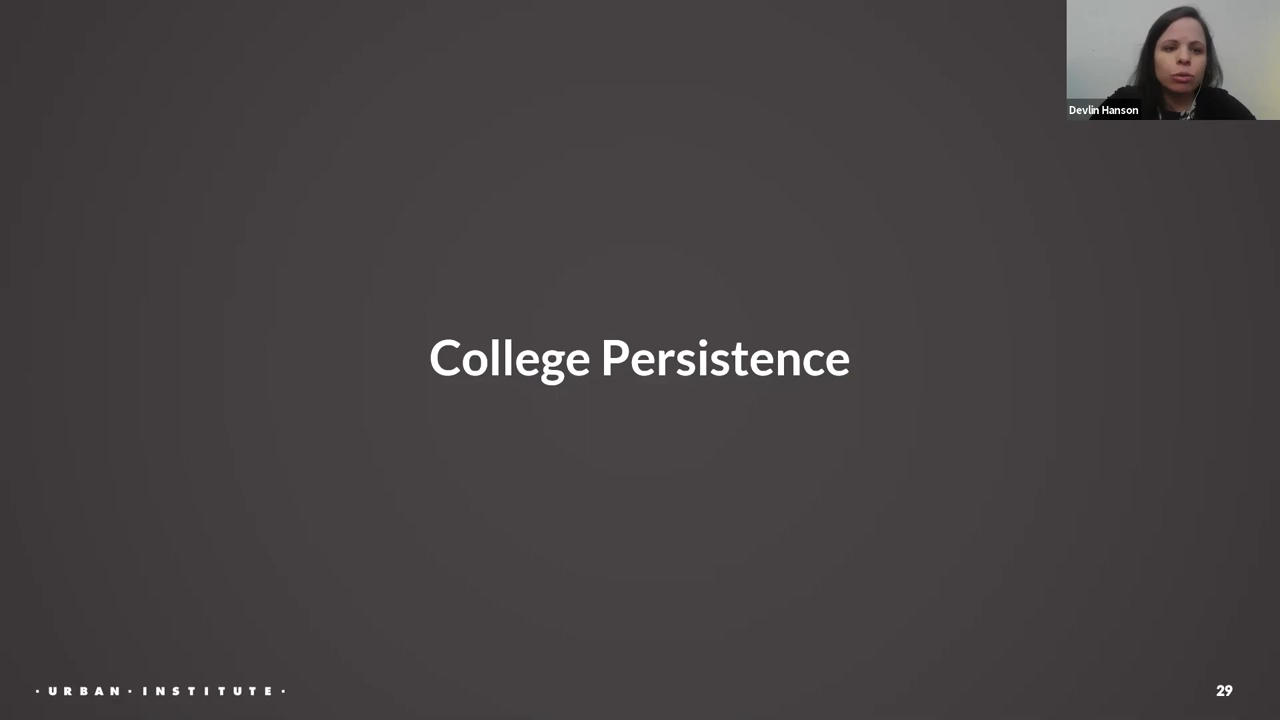 Devlin Hanson
College Persistence
· URBAN · INSTITUTE ·
29